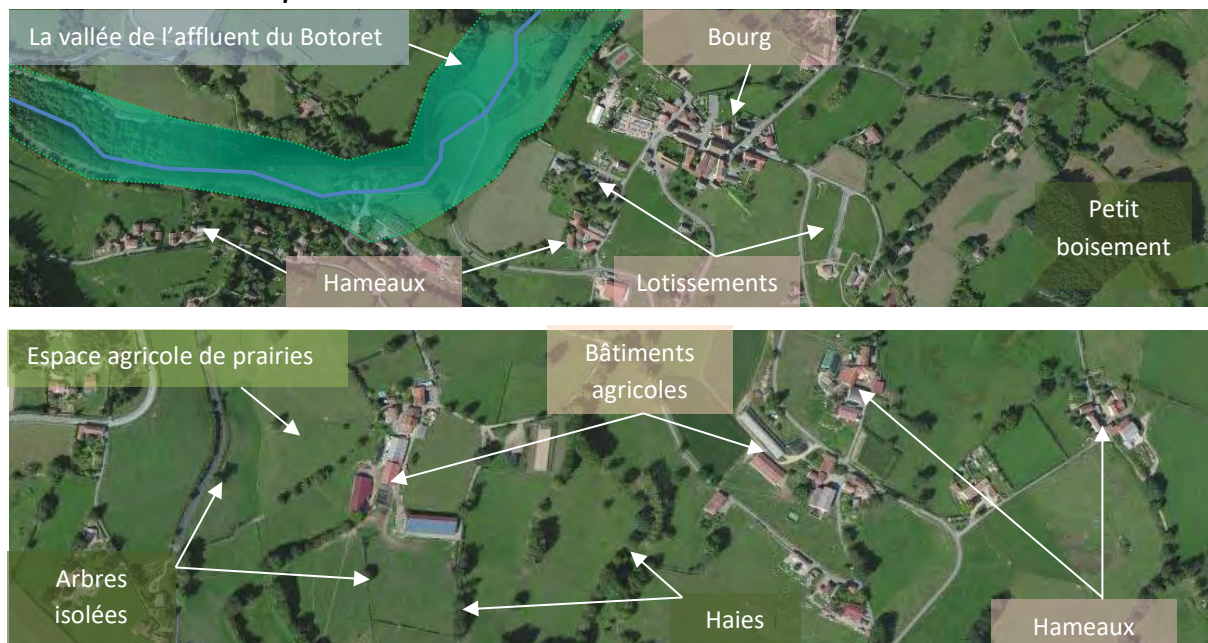 La vallée de l’affluent du Botoret
Bourg
Petit
boisement
Hameaux
Lotissements
Espace agricole de prairies
Bâtiments
agricoles
Arbres
isolées
Haies
Hameaux